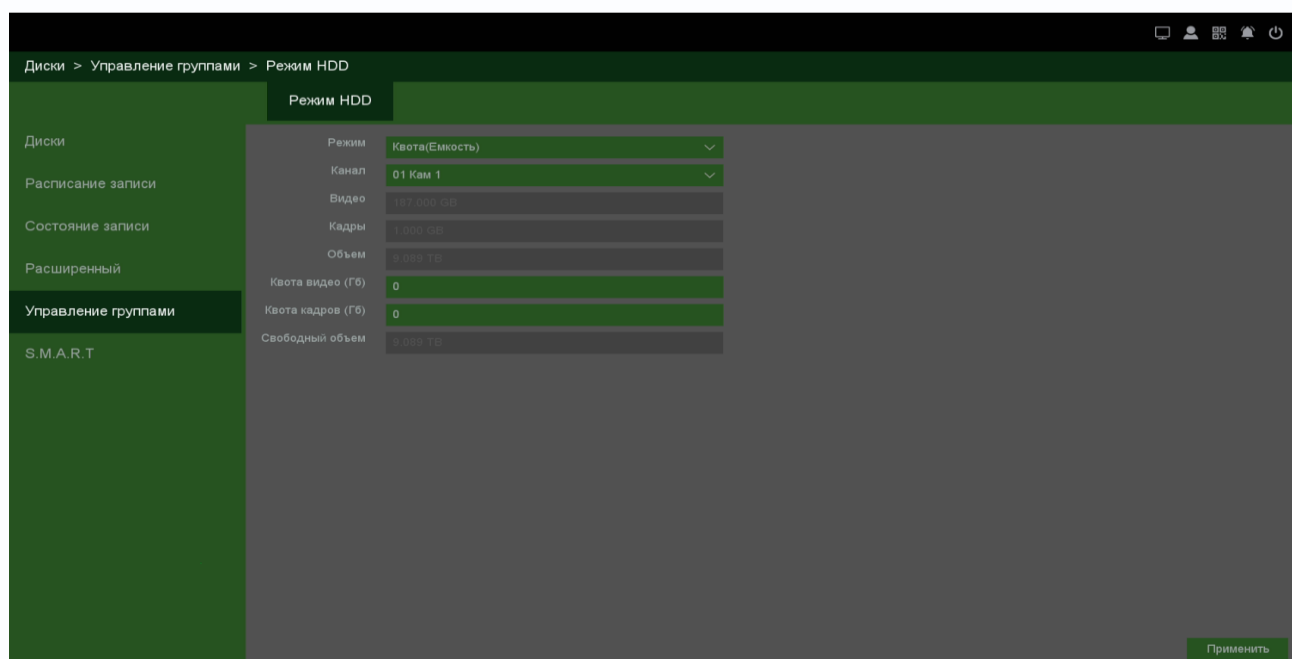 Диски > Управление группами > Режим HDD
Режим HDD
Диски
Расписание записи
Состояние записи
Расширенный
Управление группами
S.M.A.R.T
Режим Квота(Емкость)
Канал 01 Кам 1
Видео 187.000 GB
Кадры 1.000 GB
Объем 9.089 TB
Квота видео (Гб) 0
Квота кадров (Гб) 0
Свободный объем 9.089 TB
Применить